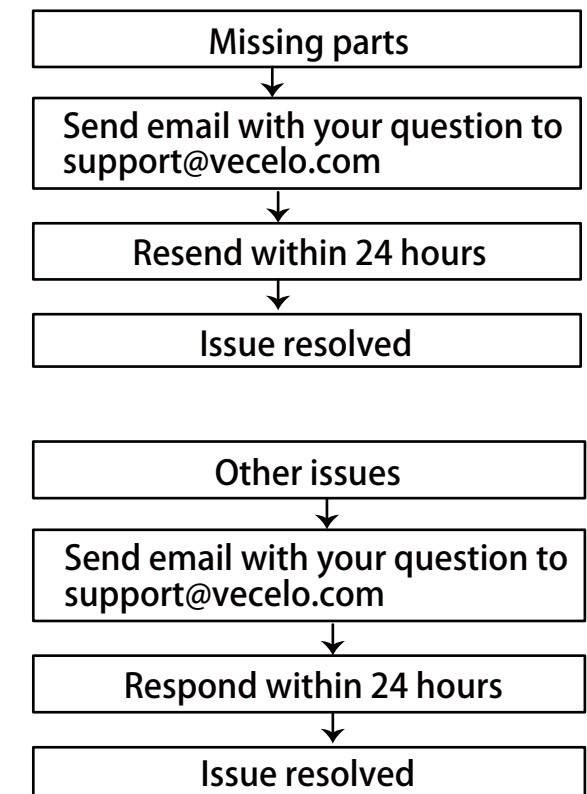 Missing parts
Send email with your question to
support@vecelo.com
Resend within 24 hours
Issue resolved
Other issues
Send email with your question to
support@vecelo.com
Respond within 24 hours
Issue resolved